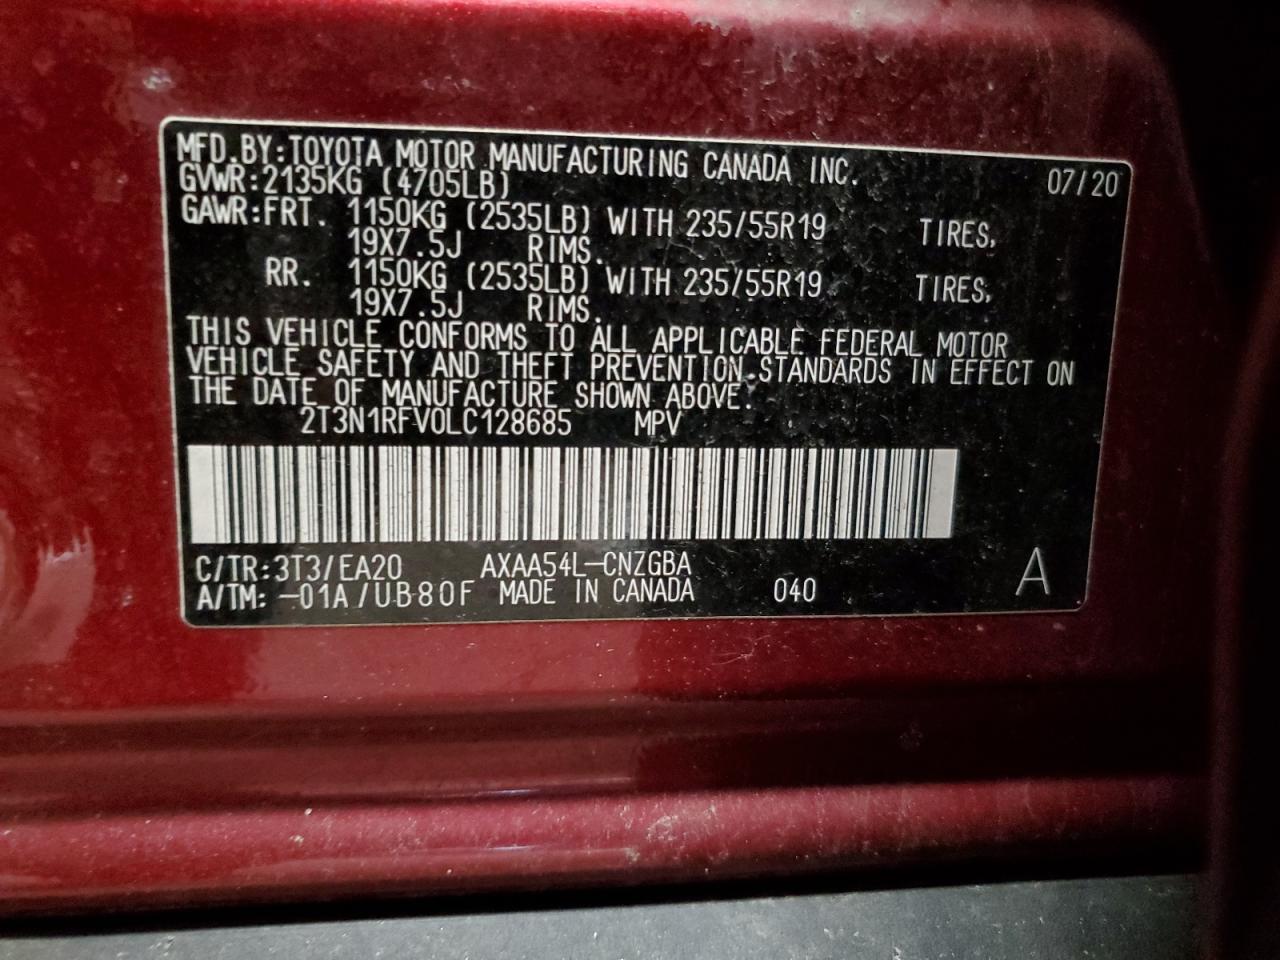 MFD.BY:TOYOTA MOTOR MANUFACTURING CANADA INC. 07/20
GVWR:2135KG (4705LB)
GAWR:FRT. 1150KG (2535LB) WITH 235/55R19 TIRES,
19X7.5J RIMS.
RR. 1150KG (2535LB) WITH 235/55R19 TIRES,
19X7.5J RIMS.
THIS VEHICLE CONFORMS TO ALL APPLICABLE FEDERAL MOTOR
VEHICLE SAFETY AND THEFT PREVENTION STANDARDS IN EFFECT ON
THE DATE OF MANUFACTURE SHOWN ABOVE.
2T3N1RFV0LC128685 MPV
C/TR:3T3/EA20 AXAA54L-CNZGBA
A/TM: -01A/UB80F MADE IN CANADA 040 A